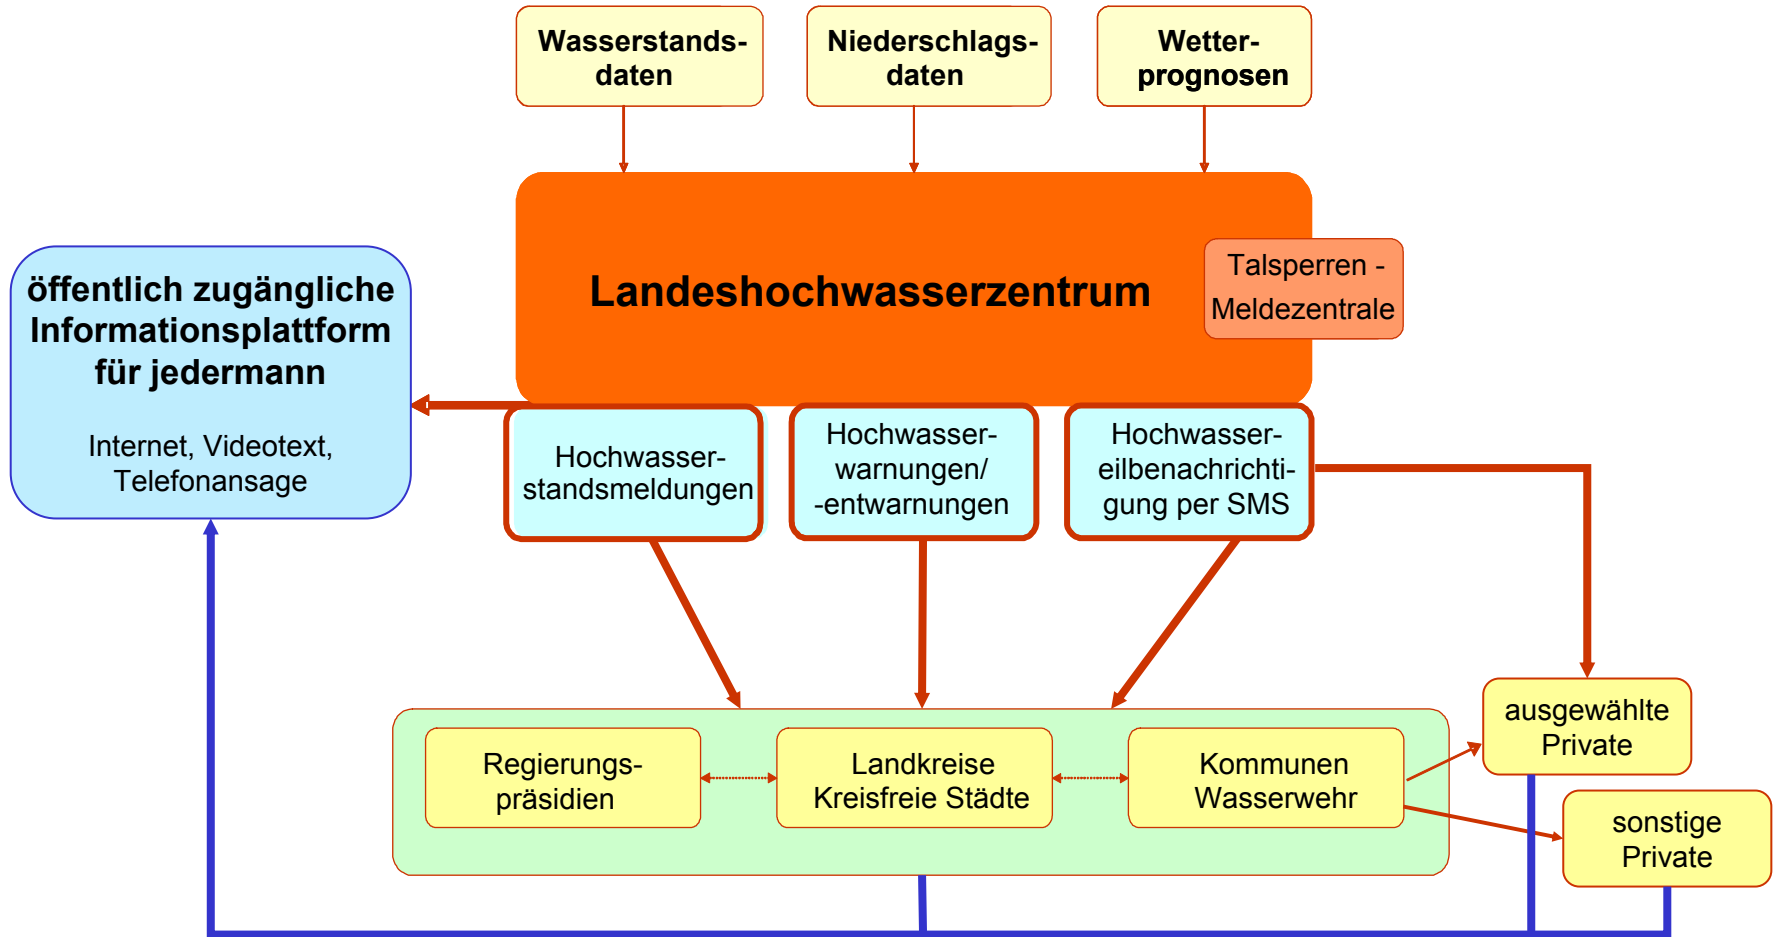 Wasserstands-
daten
Niederschlags-
daten
Wetter-
prognosen
Landeshochwasserzentrum
Talsperren -
Meldezentrale
öffentlich zugängliche
Informationsplattform
für jedermann
Internet, Videotext,
Telefonansage
Hochwasser-
standsmeldungen
Hochwasser-
warnungen/
-entwarnungen
Hochwasser-
eilbenachrichti-
gung per SMS
Regierungs-
präsidien
Landkreise
Kreisfreie Städte
Kommunen
Wasserwehr
ausgewählte
Private
sonstige
Private